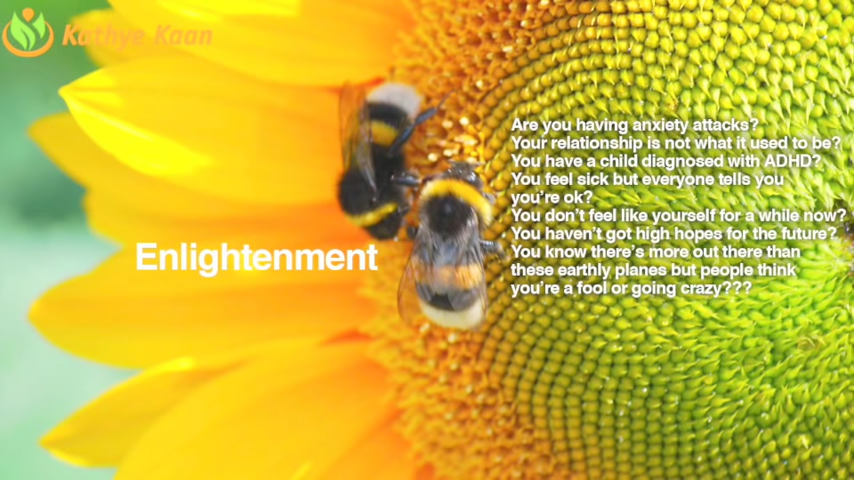 Kathye Kaan
Enlightenment
Are you having anxiety attacks?
Your relationship is not what it used to be?
You have a child diagnosed with ADHD?
You feel sick but everyone tells you
you're ok?
You don't feel like yourself for a while now?
You haven't got high hopes for the future?
You know there's more out there than
these earthly planes but people think
you're a fool or going crazy???